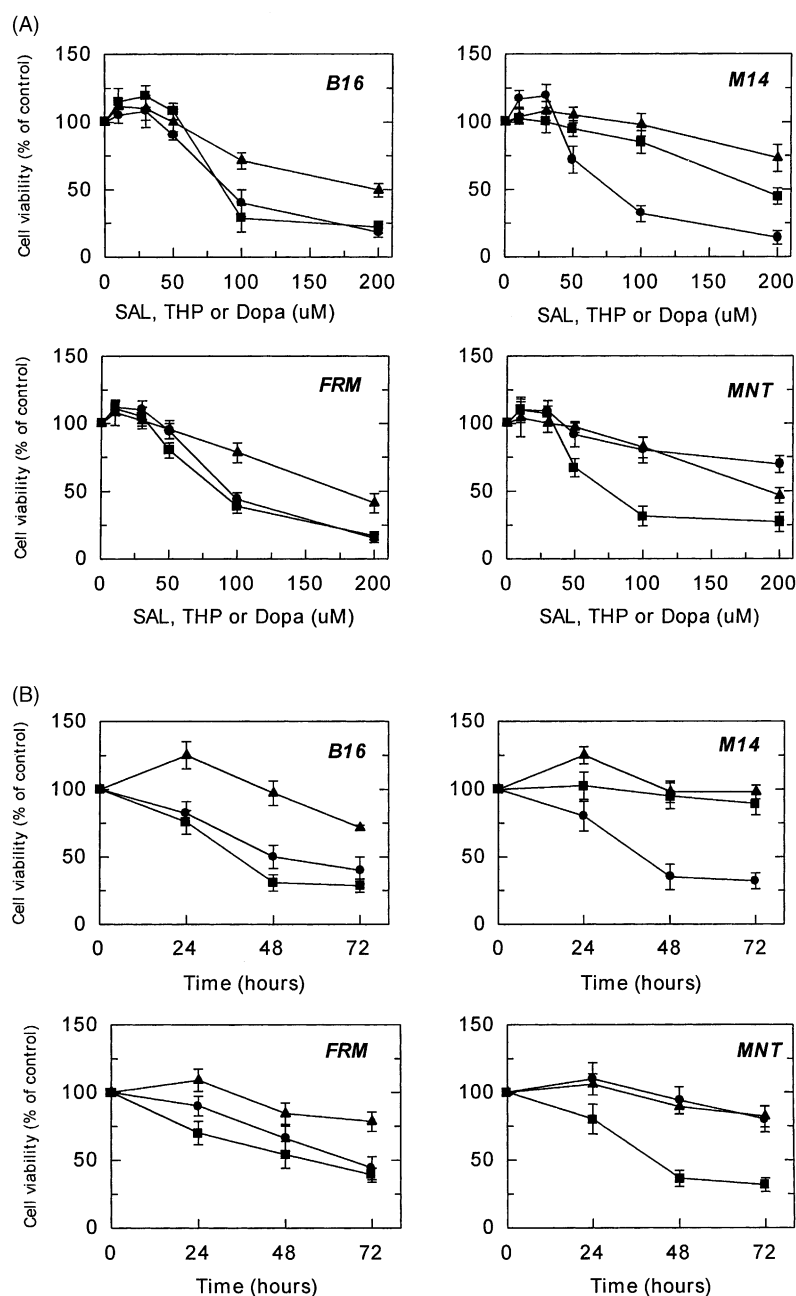 (A)
Cell viability (% of control)
150
100
50
0
B16
0 50 100 150 200
SAL, THP or Dopa (uM)
150
100
50
0
M14
0 50 100 150 200
SAL, THP or Dopa (uM)
Cell viability (% of control)
150
100
50
0
FRM
0 50 100 150 200
SAL, THP or Dopa (uM)
150
100
50
0
MNT
0 50 100 150 200
SAL, THP or Dopa (uM)
(B)
Cell viability (% of control)
150
100
50
0
B16
0 24 48 72
Time (hours)
150
100
50
0
M14
0 24 48 72
Time (hours)
Cell viability (% of control)
150
100
50
0
FRM
0 24 48 72
Time (hours)
150
100
50
0
MNT
0 24 48 72
Time (hours)